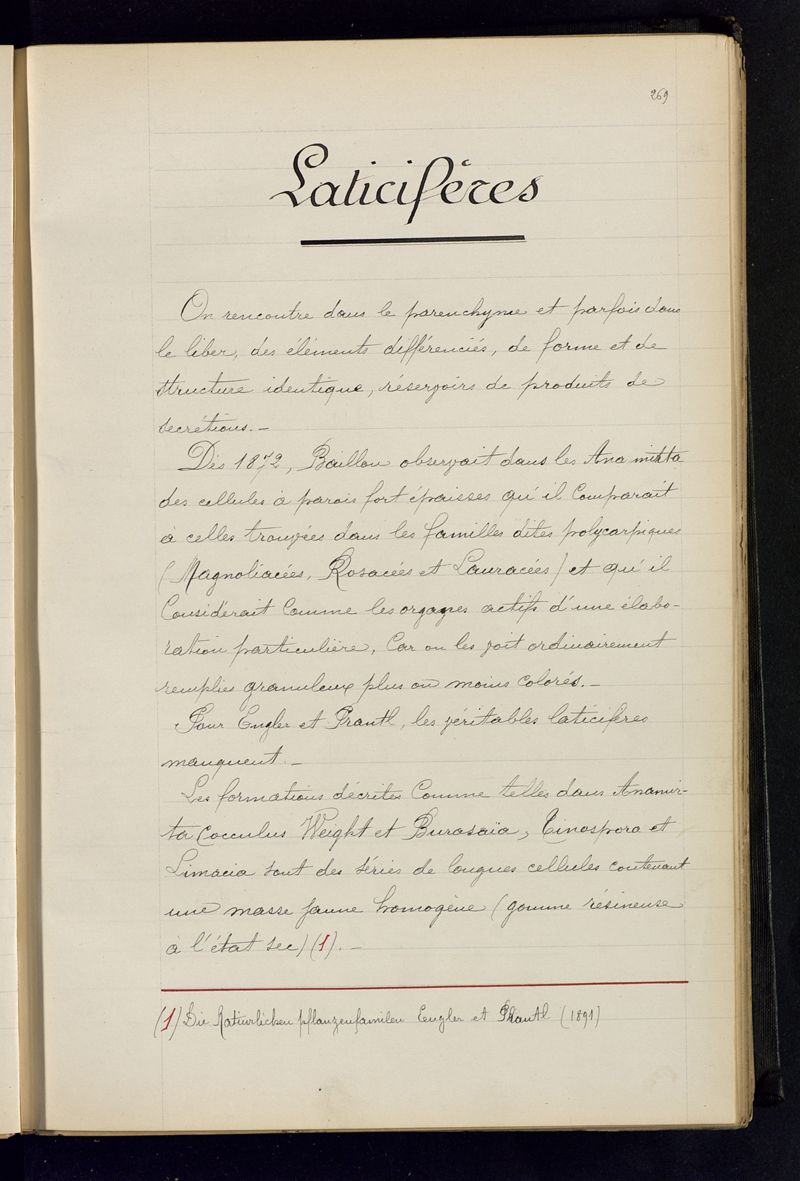 269
Laticifères
On rencontre dans le parenchyme et parfois dans
le liber, des éléments différenciés, de forme et de
structure identique, réservoirs de produits de
secrétions.—
Dès 1872, Baillon observait dans les Anamirta
des cellules à parois fort épaisses qu'il Comparait
à celles trouvées dans les familles dites polycarpiques
(Magnoliacées, Rosacées et Lauracées) et qu'il
Considérait Comme les organes actifs d'une élabo-
ration particulière, Car on les voit ordinairement
remplies granuleux plus ou moins colorés.—
Pour Engler et Prantl, les véritables laticifères
manquent.—
Les formations décrites Comme telles dans Anamir-
ta Cocculus Weight et Burasaïa, Tinospora et
Limacia sont des séries de longues cellules contenant
une masse jaune homogène (gomme résineuse
à l'état sec) (1).—
(1) Die Naturlichen pflanzenfamilen Engler et Prantl (1891)